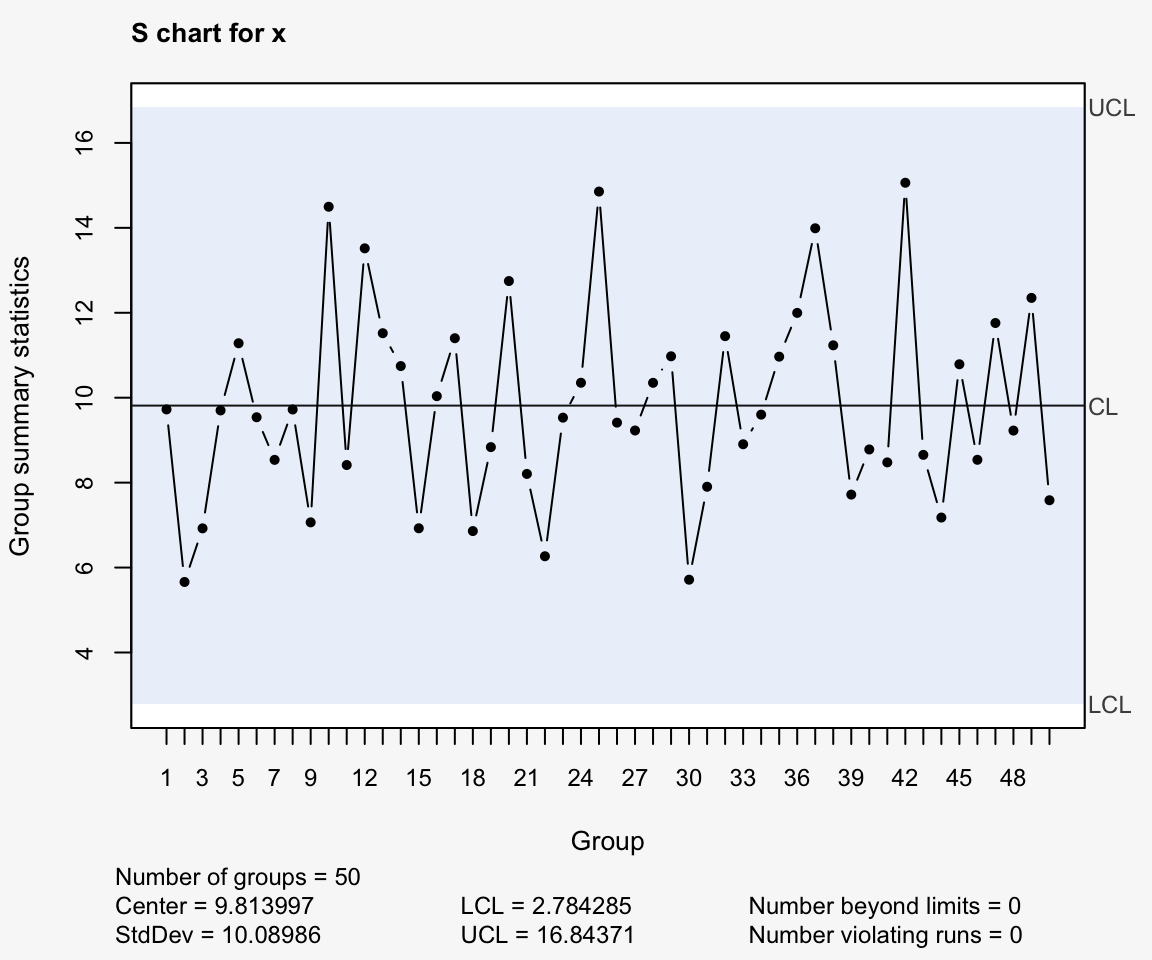 S chart for x
UCL
16
14
12
10
8
6
4
CL
LCL
Group summary statistics
1 3 5 7 9 12 15 18 21 24 27 30 33 36 39 42 45 48
Group
Number of groups = 50
Center = 9.813997 LCL = 2.784285 Number beyond limits = 0
StdDev = 10.08986 UCL = 16.84371 Number violating runs = 0